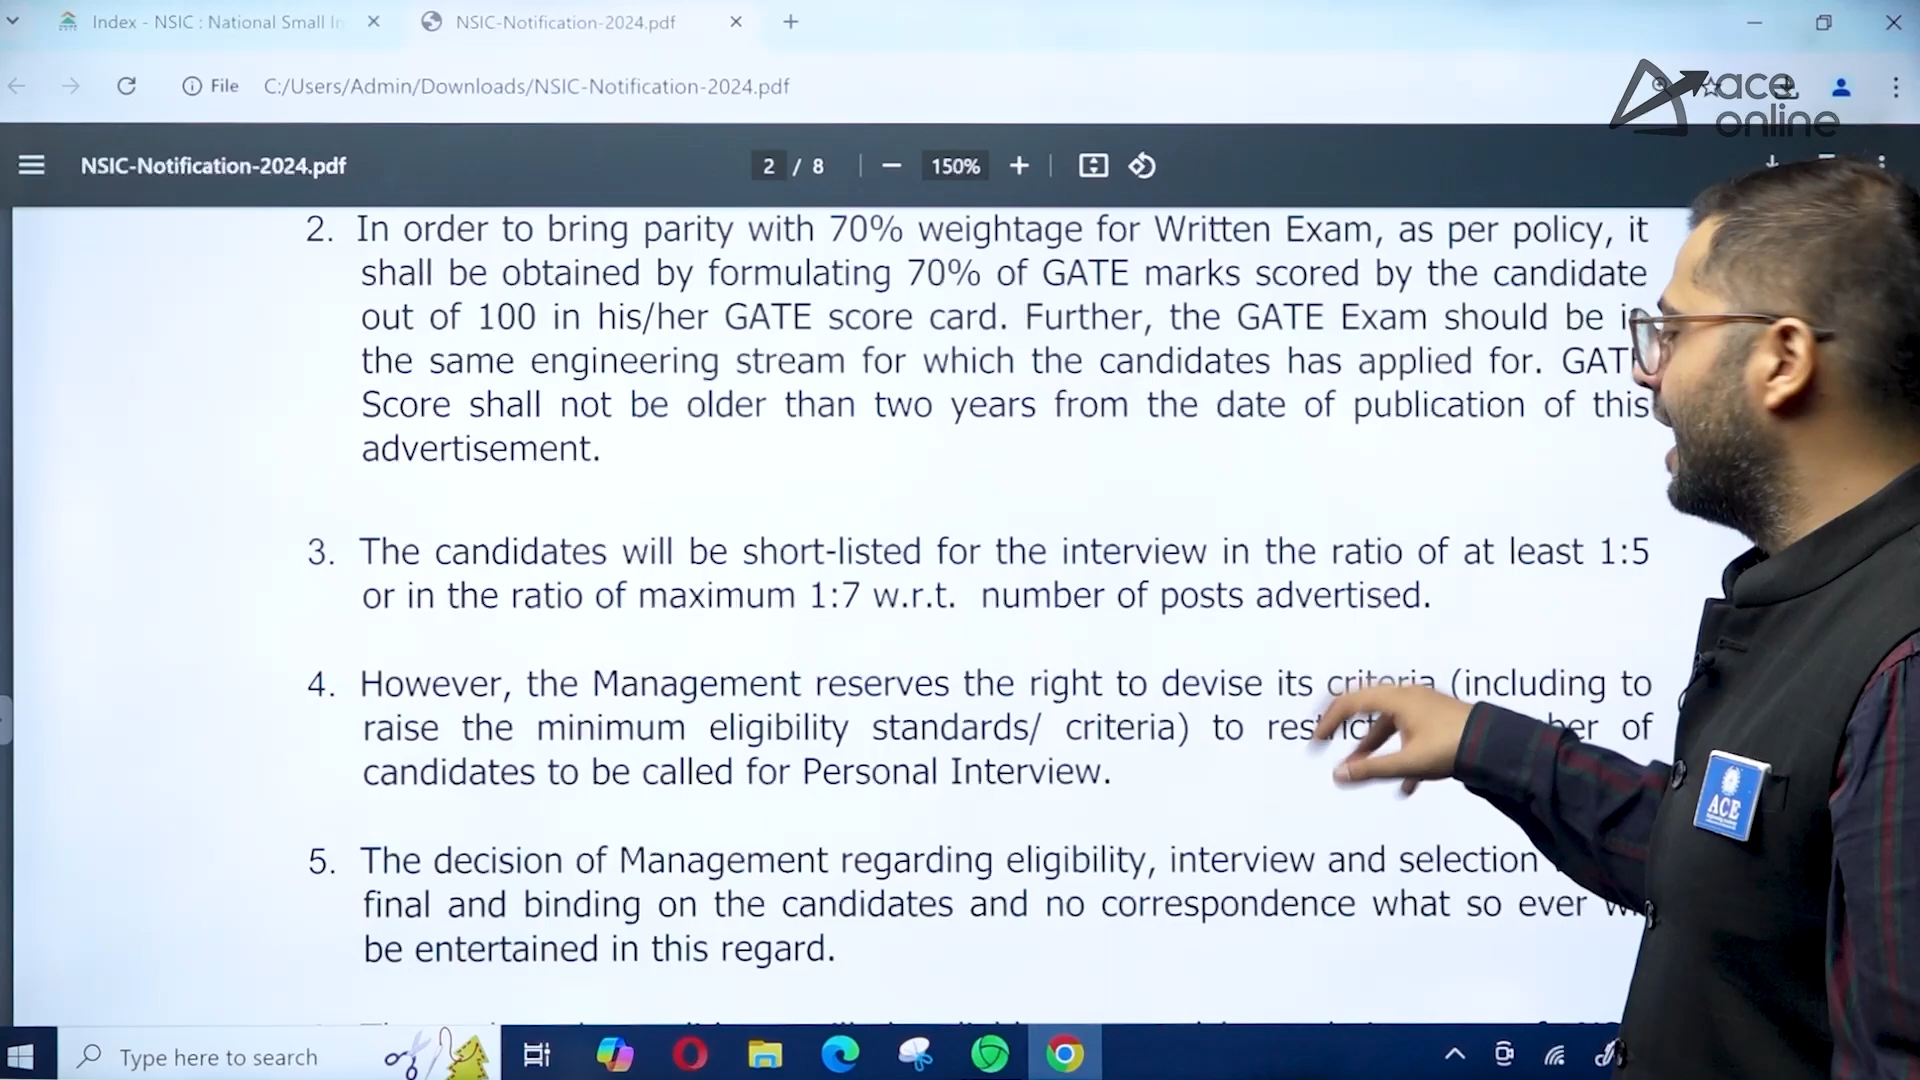 Index - NSIC : National Small In
NSIC-Notification-2024.pdf
File
C:/Users/Admin/Downloads/NSIC-Notification-2024.pdf
ace
online
NSIC-Notification-2024.pdf
2 / 8
150%
2. In order to bring parity with 70% weightage for Written Exam, as per policy, it
shall be obtained by formulating 70% of GATE marks scored by the candidate
out of 100 in his/her GATE score card. Further, the GATE Exam should be i
the same engineering stream for which the candidates has applied for. GAT
Score shall not be older than two years from the date of publication of this
advertisement.
3. The candidates will be short-listed for the interview in the ratio of at least 1:5
or in the ratio of maximum 1:7 w.r.t. number of posts advertised.
4. However, the Management reserves the right to devise its criteria (including to
raise the minimum eligibility standards/ criteria) to of
candidates to be called for Personal Interview.
5. The decision of Management regarding eligibility, interview and selection
final and binding on the candidates and no correspondence what so ever
be entertained in this regard.
ACE
Type here to search